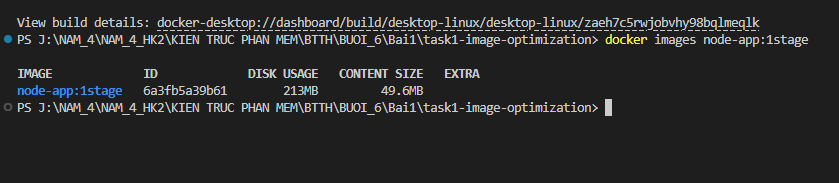 View build details: docker-desktop://dashboard/build/desktop-linux/desktop-linux/zaeh7c5rwjobvhy98bqlmeqlk
PS J:\NAM_4\NAM_4_HK2\KIEN TRUC PHAN MEM\BTTH\BUOI_6\Bai1\task1-image-optimization> docker images node-app:1stage
IMAGE ID DISK USAGE CONTENT SIZE EXTRA
node-app:1stage 6a3fb5a39b61 213MB 49.6MB
PS J:\NAM_4\NAM_4_HK2\KIEN TRUC PHAN MEM\BTTH\BUOI_6\Bai1\task1-image-optimization>